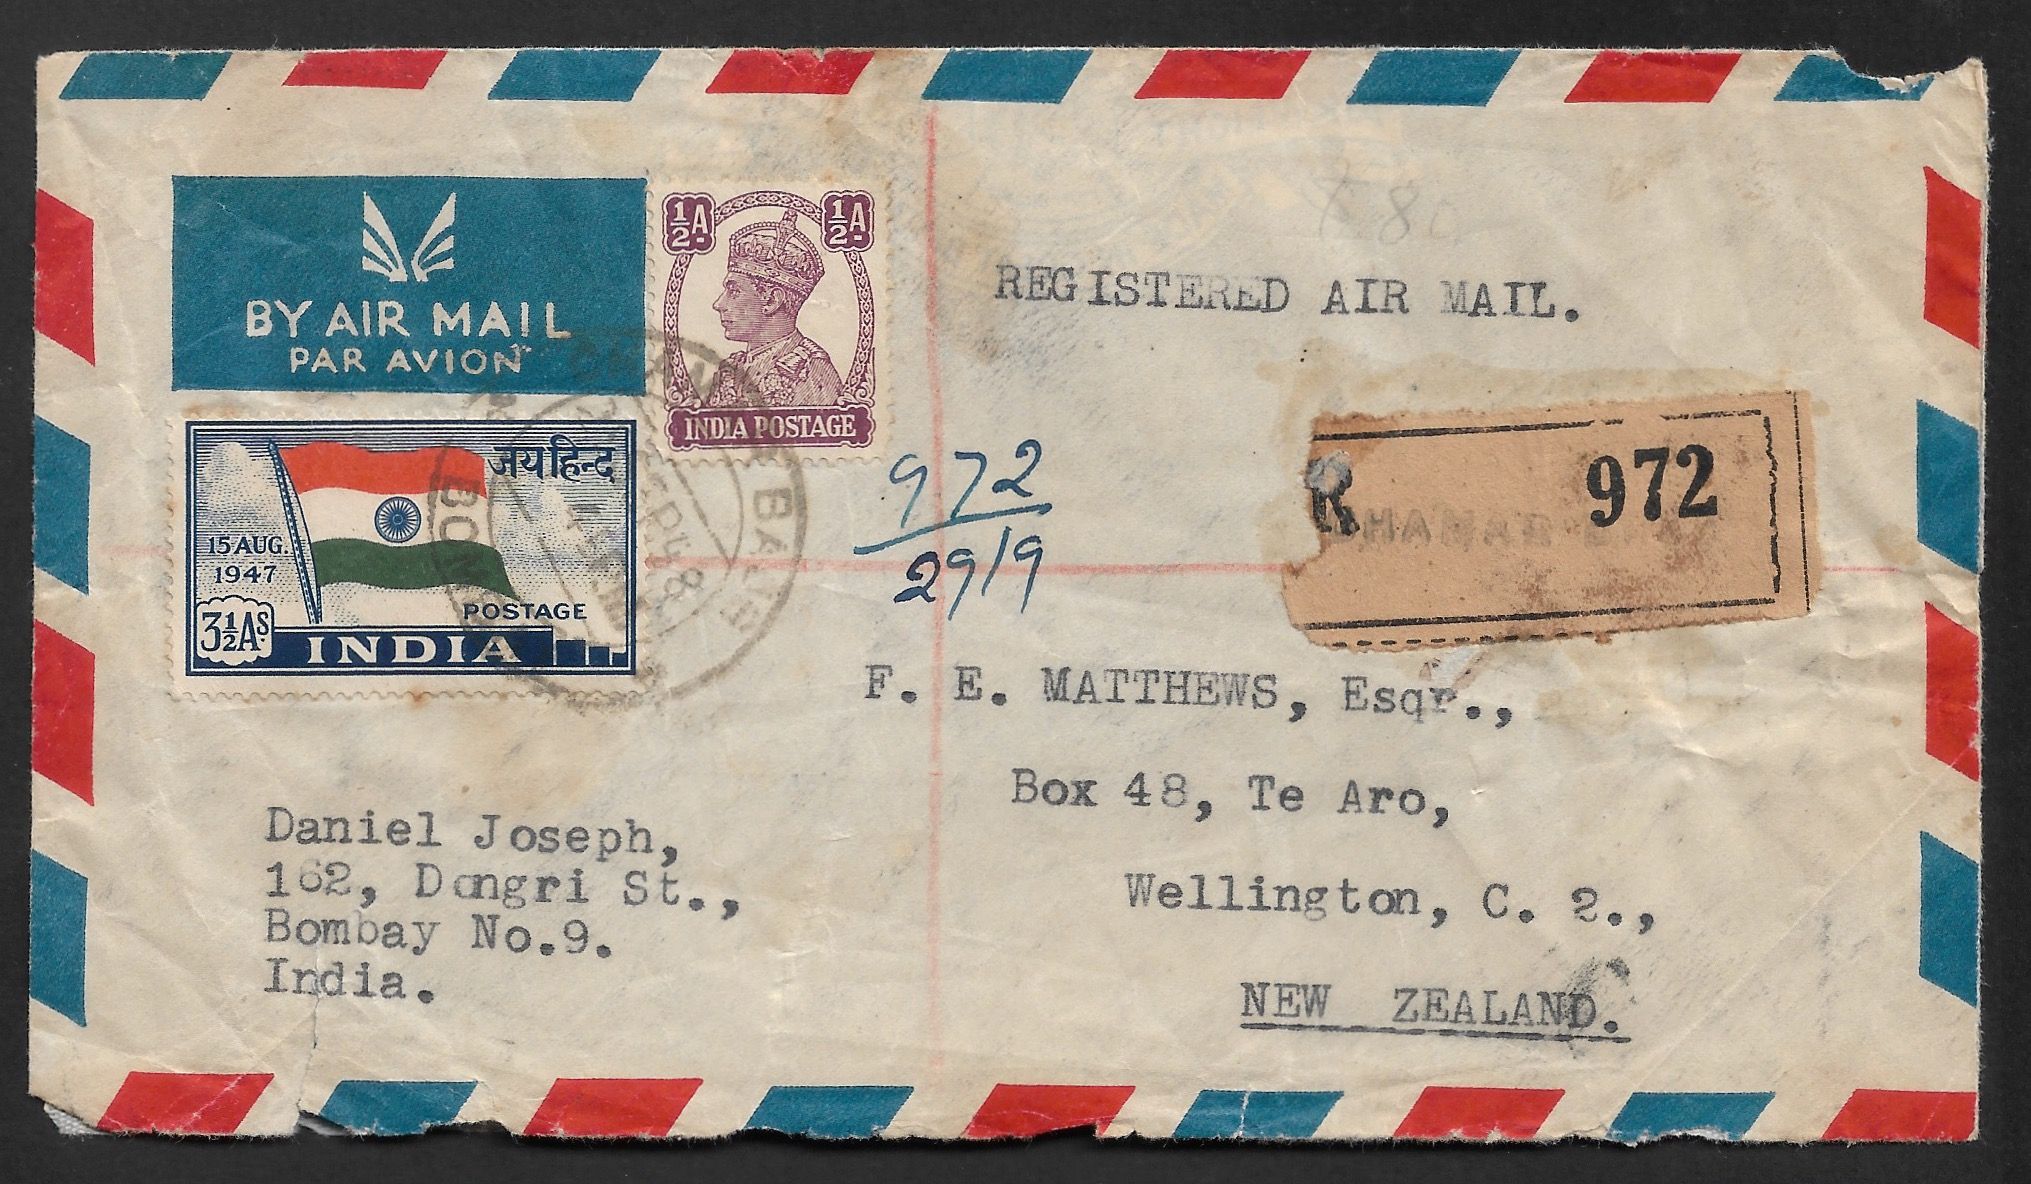 BY AIR MAIL
PAR AVION
½A. ½A.
INDIA POSTAGE
जय हिन्द
15 AUG.
1947
3½As.
POSTAGE
INDIA
REGISTERED AIR MAIL.
972
29/9
R 972
F. E. MATTHEWS, Esqr.,
Box 48, Te Aro,
Wellington, C. 2.,
NEW ZEALAND.
Daniel Joseph,
162, Dongri St.,
Bombay No.9.
India.